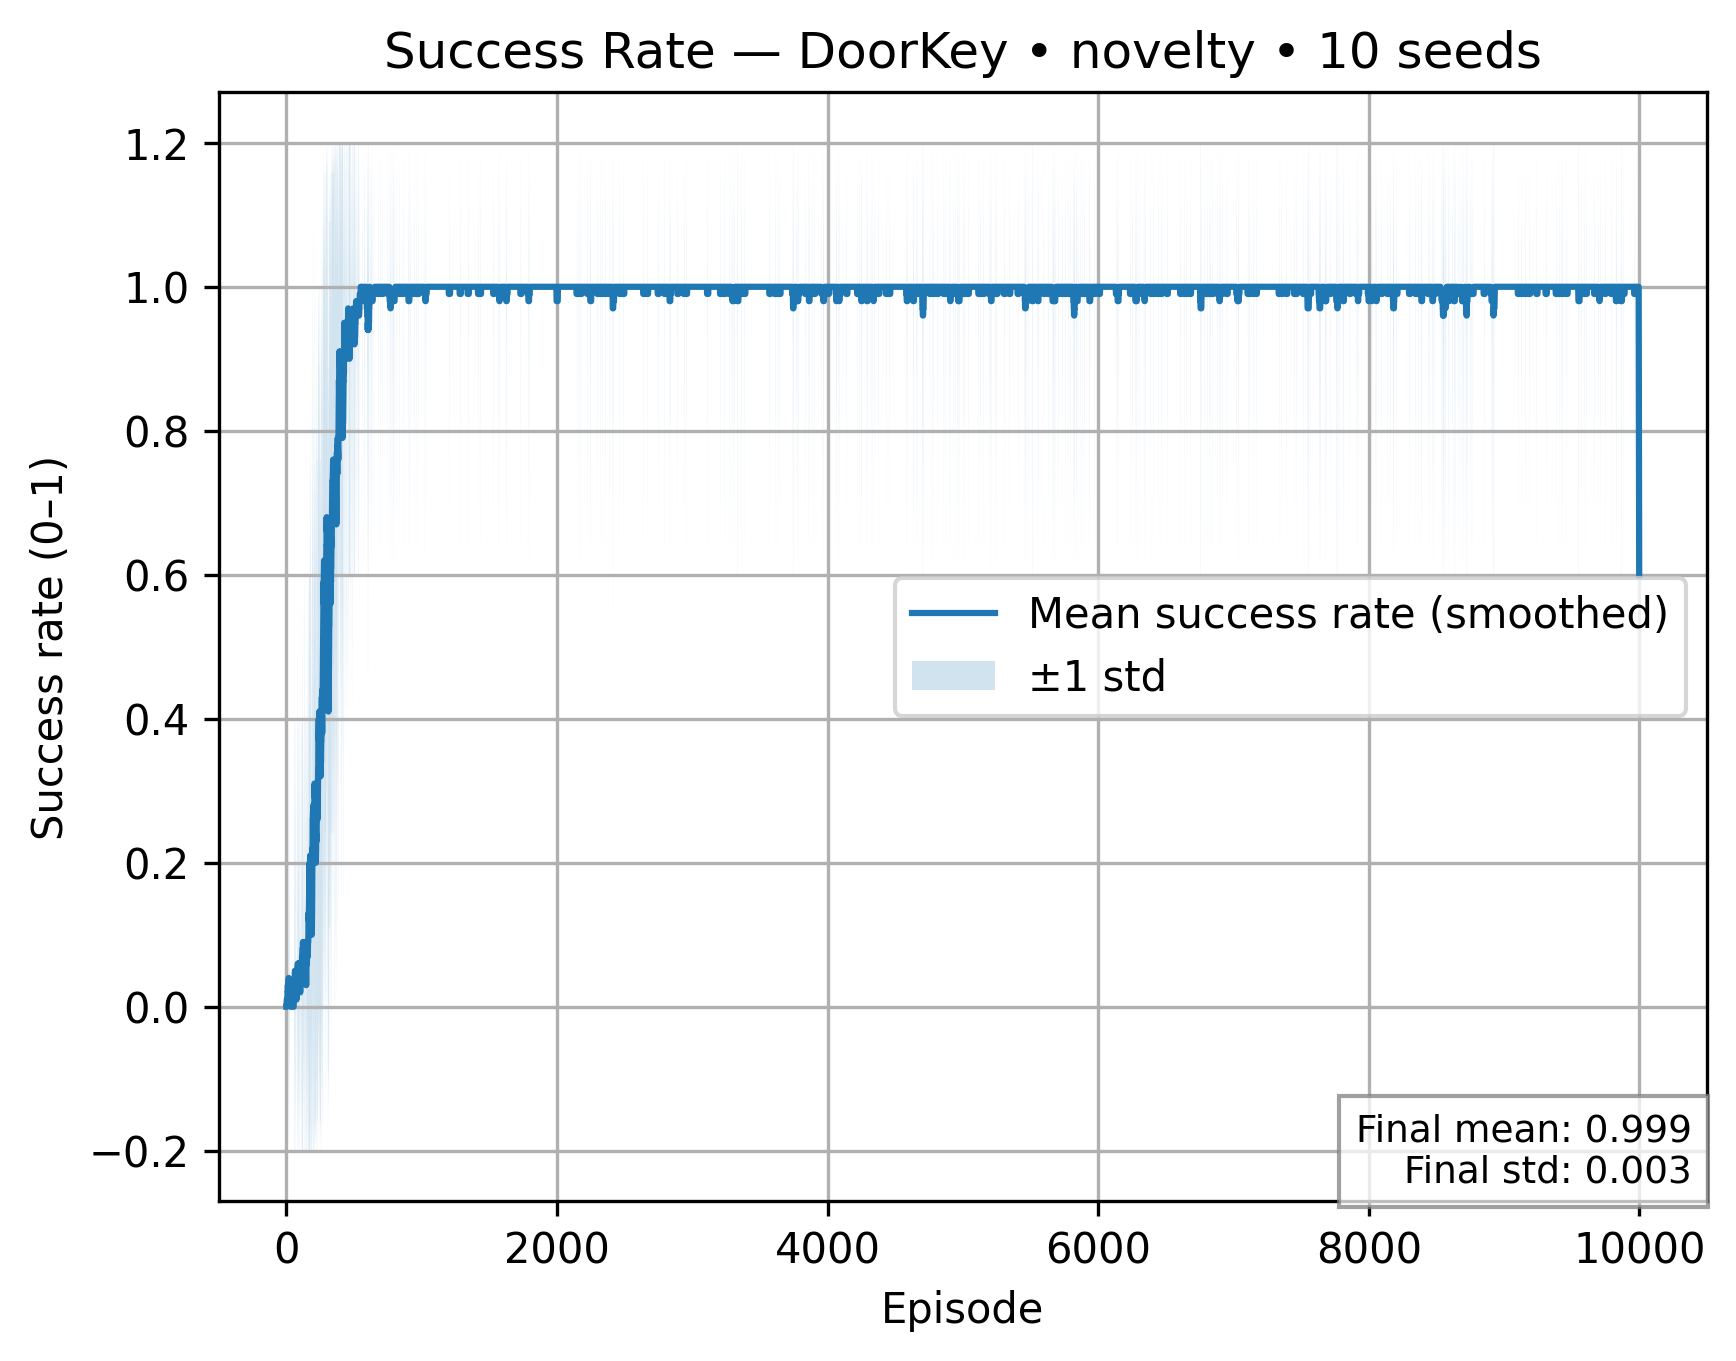 Success Rate — DoorKey • novelty • 10 seeds
Success rate (0–1)
1.2
1.0
0.8
0.6
0.4
0.2
0.0
−0.2
Mean success rate (smoothed)
±1 std
Final mean: 0.999
Final std: 0.003
0 2000 4000 6000 8000 10000
Episode